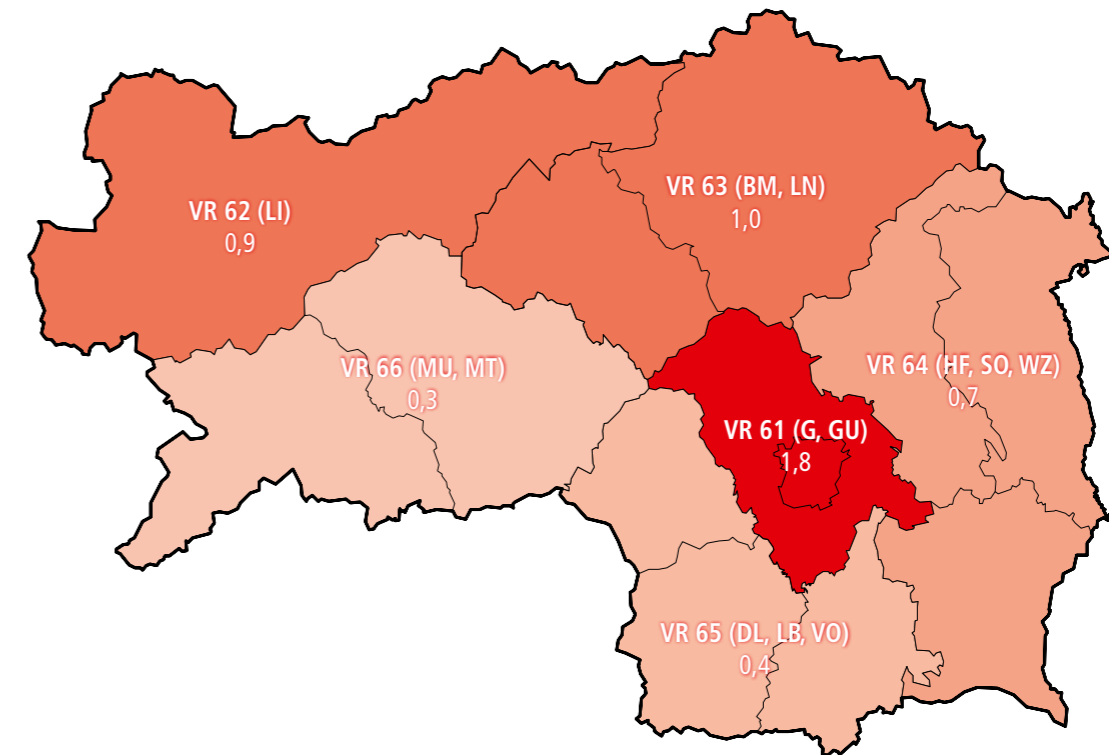 VR 63 (BM, LN)
1,0
VR 62 (LI)
0,9
VR 66 (MU, MT)
0,3
VR 64 (HF, SO, WZ)
0,7
VR 61 (G, GU)
1,8
VR 65 (DL, LB, VO)
0,4